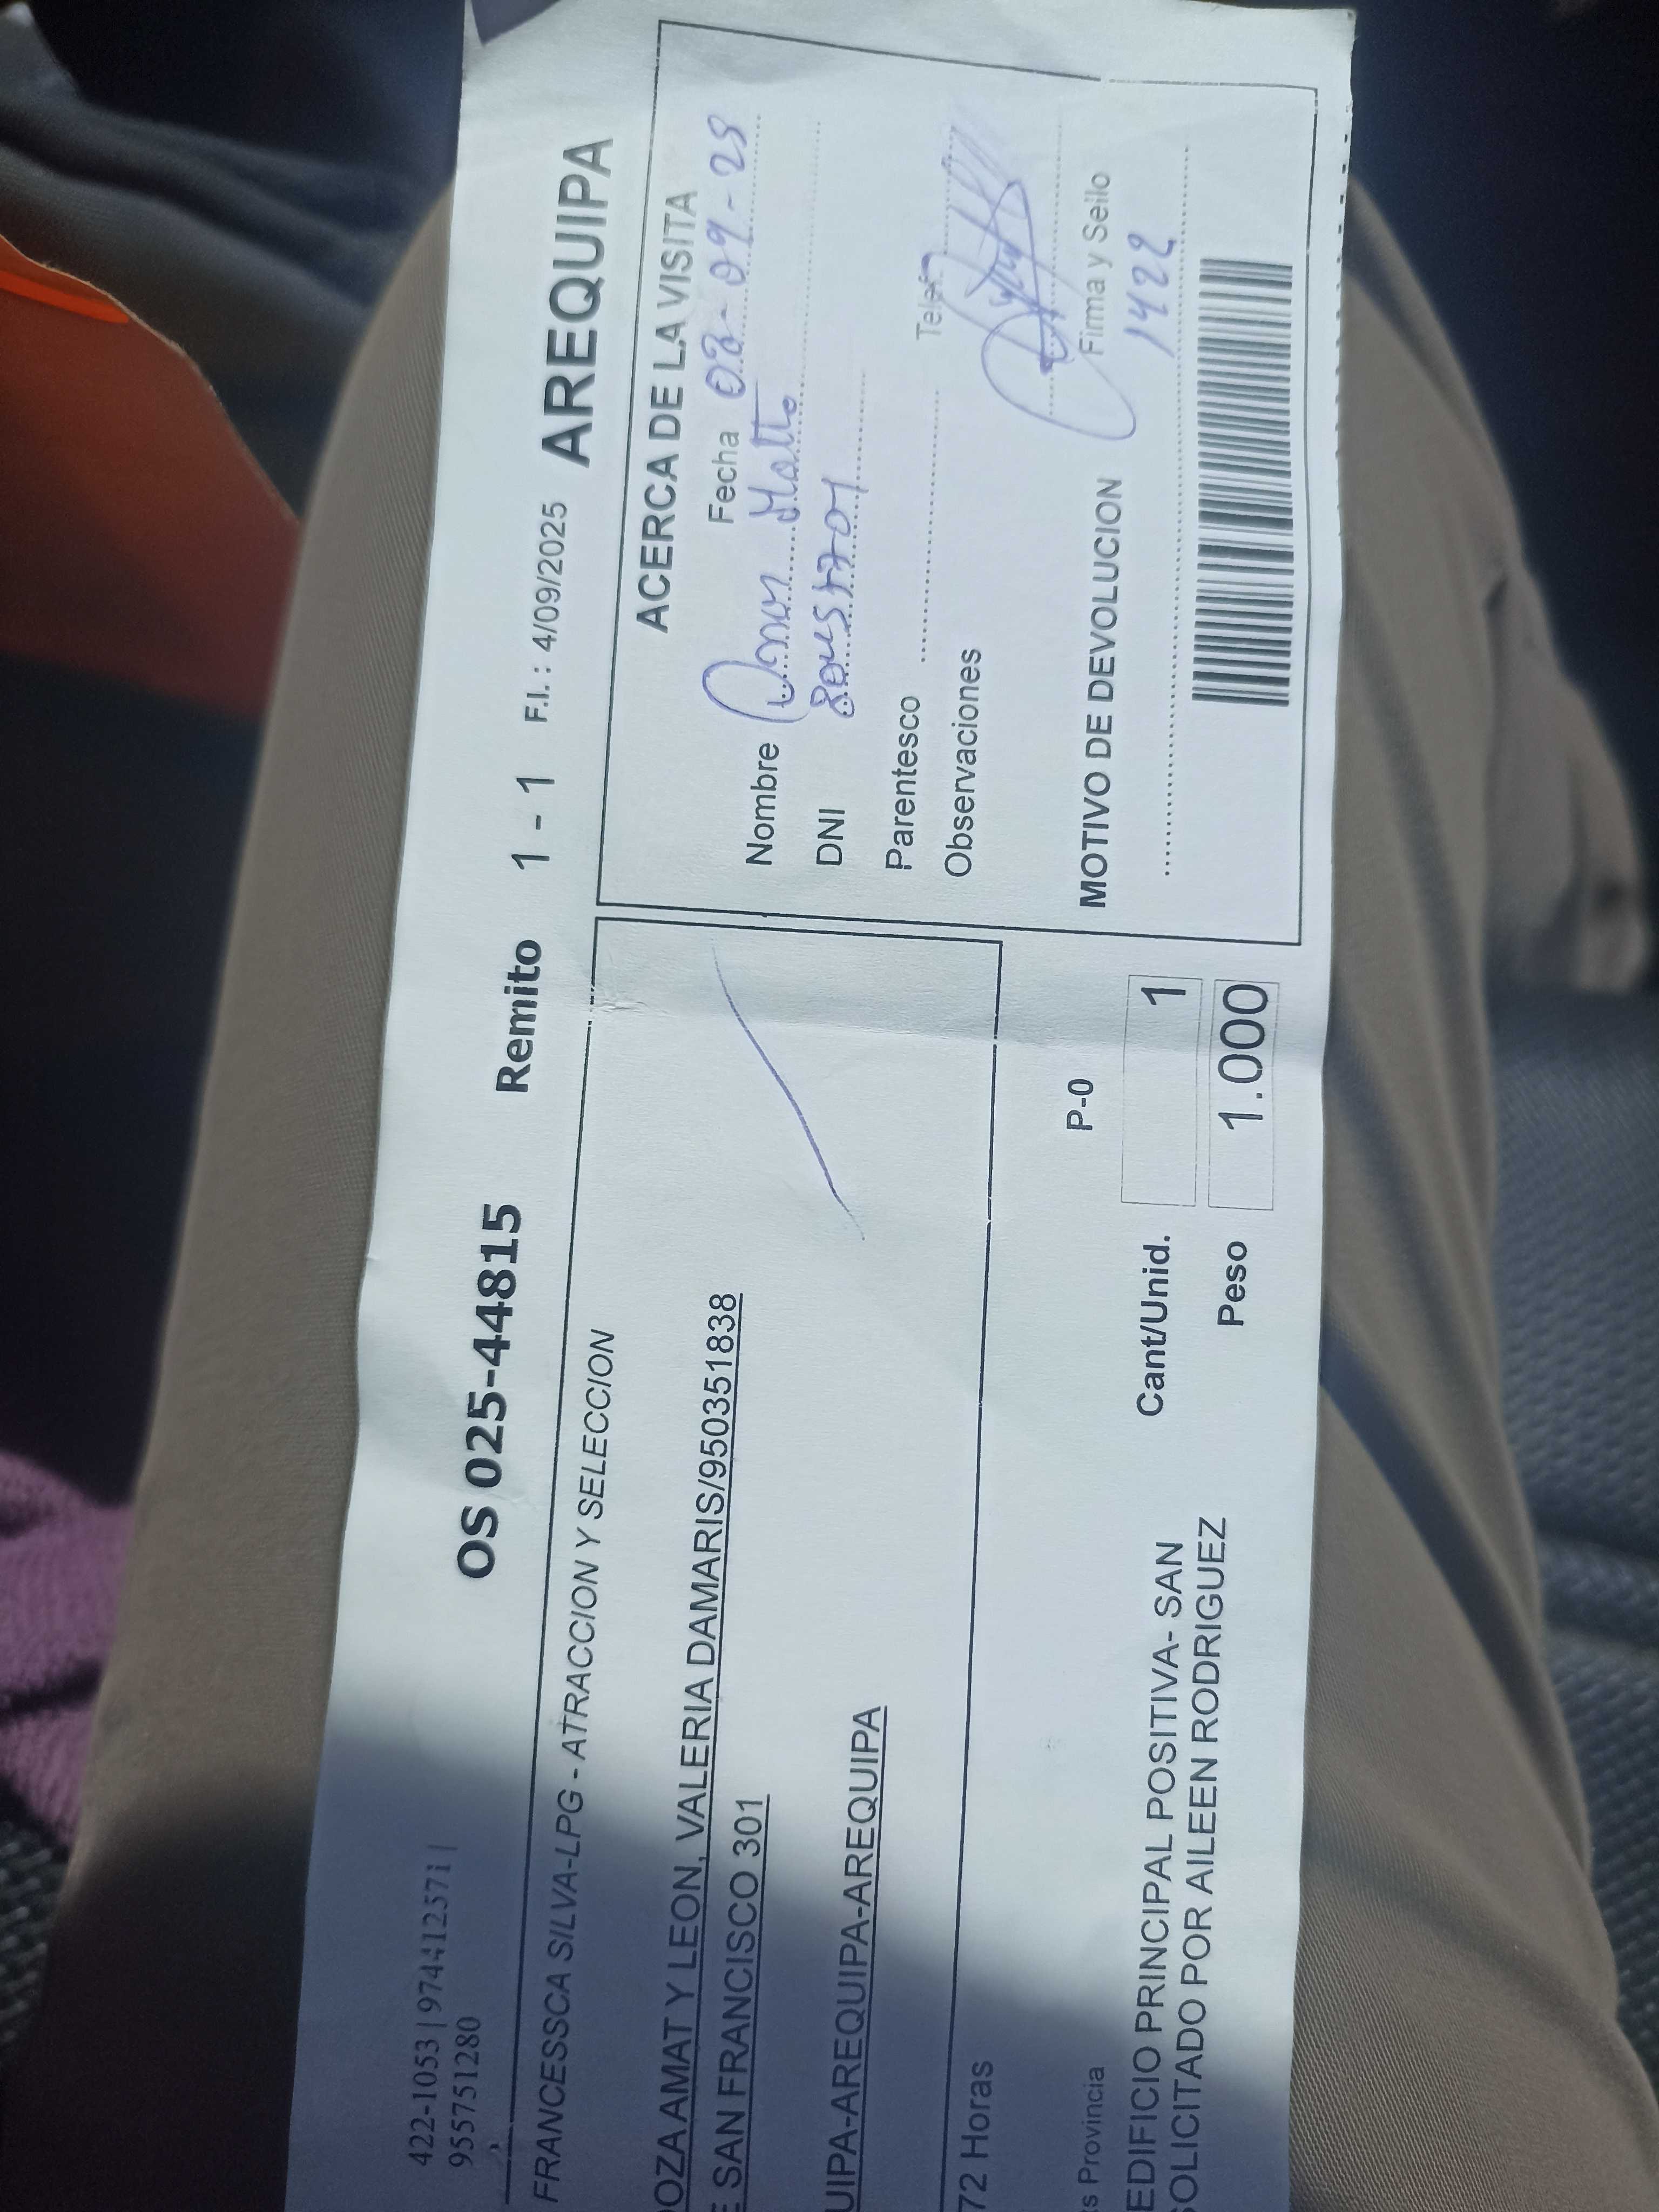 422-1053 | 974412571 |
955751280
OS 025-44815 Remito 1 - 1 F.I.: 4/09/2025 AREQUIPA
FRANCESSCA SILVA-LPG - ATRACCION Y SELECCION
OZA AMAT Y LEON, VALERIA DAMARIS/950351838
E SAN FRANCISCO 301
UIPA-AREQUIPA-AREQUIPA
72 Horas
s Provincia
EDIFICIO PRINCIPAL POSITIVA- SAN
SOLICITADO POR AILEEN RODRIGUEZ
P-0
Cant/Unid. 1
Peso 1.000
ACERCA DE LA VISITA
Fecha
Nombre
DNI
Parentesco
Observaciones
Firma y Sello
MOTIVO DE DEVOLUCION
1422